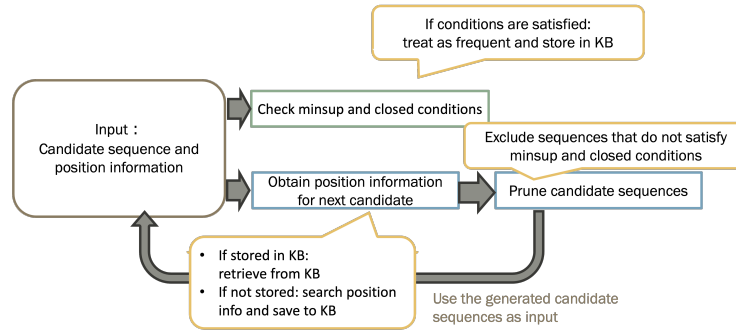 If conditions are satisfied:
treat as frequent and store in KB
Input：
Candidate sequence and
position information
Check minsup and closed conditions
Exclude sequences that do not satisfy
minsup and closed conditions
Obtain position information
for next candidate
Prune candidate sequences
• If stored in KB:
retrieve from KB
• If not stored: search position
info and save to KB
Use the generated candidate
sequences as input